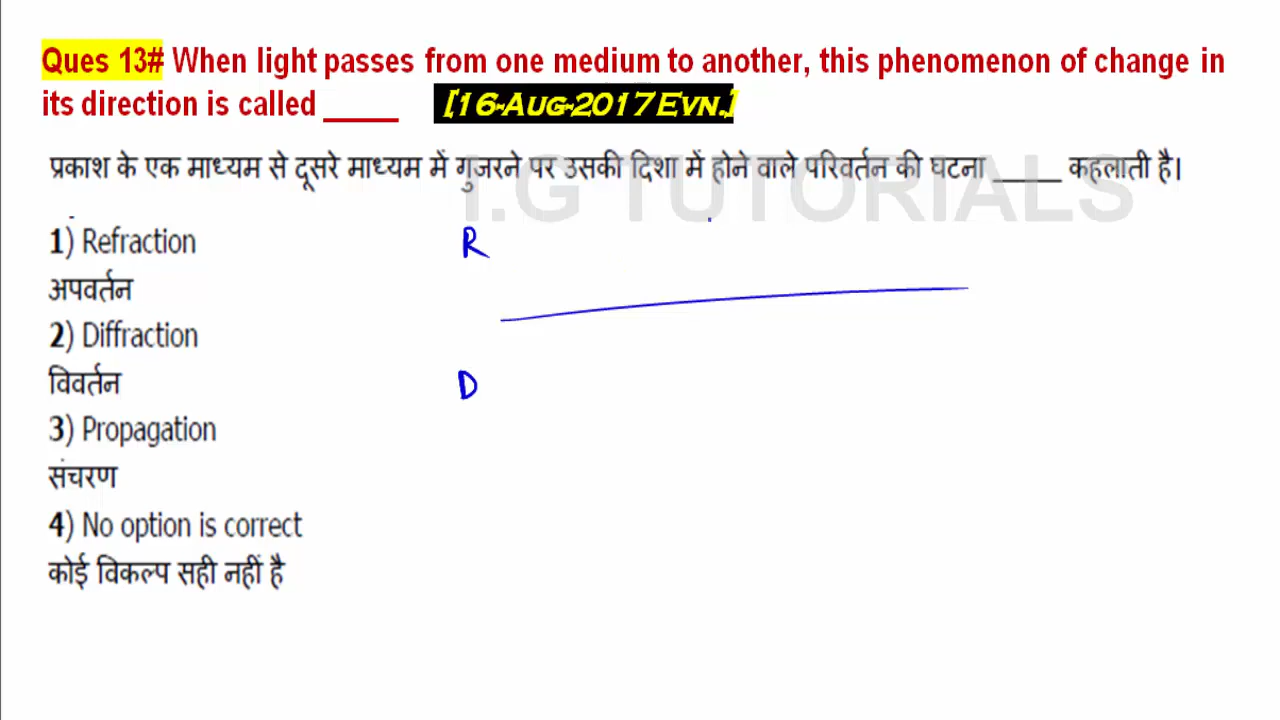 Ques 13# When light passes from one medium to another, this phenomenon of change in
its direction is called _____ [16-Aug-2017 Evn.]
प्रकाश के एक माध्यम से दूसरे माध्यम में गुजरने पर उसकी दिशा में होने वाले परिवर्तन की घटना _____ कहलाती है।
I.G TUTORIALS
1) Refraction
R
अपवर्तन
2) Diffraction
विवर्तन
D
3) Propagation
संचरण
4) No option is correct
कोई विकल्प सही नहीं है